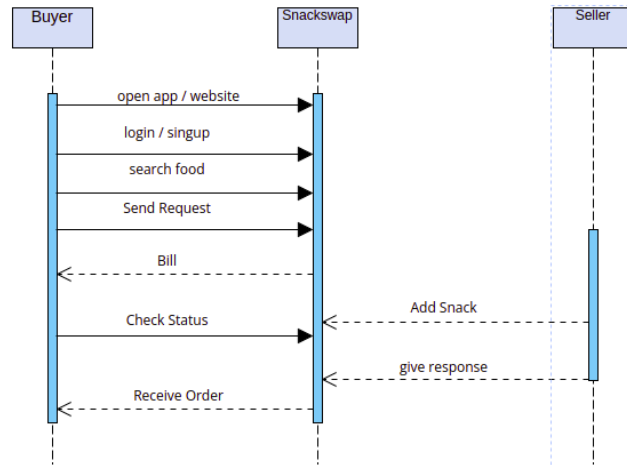 Buyer
Snackswap
Seller
open app / website
login / singup
search food
Send Request
Bill
Add Snack
Check Status
give response
Receive Order